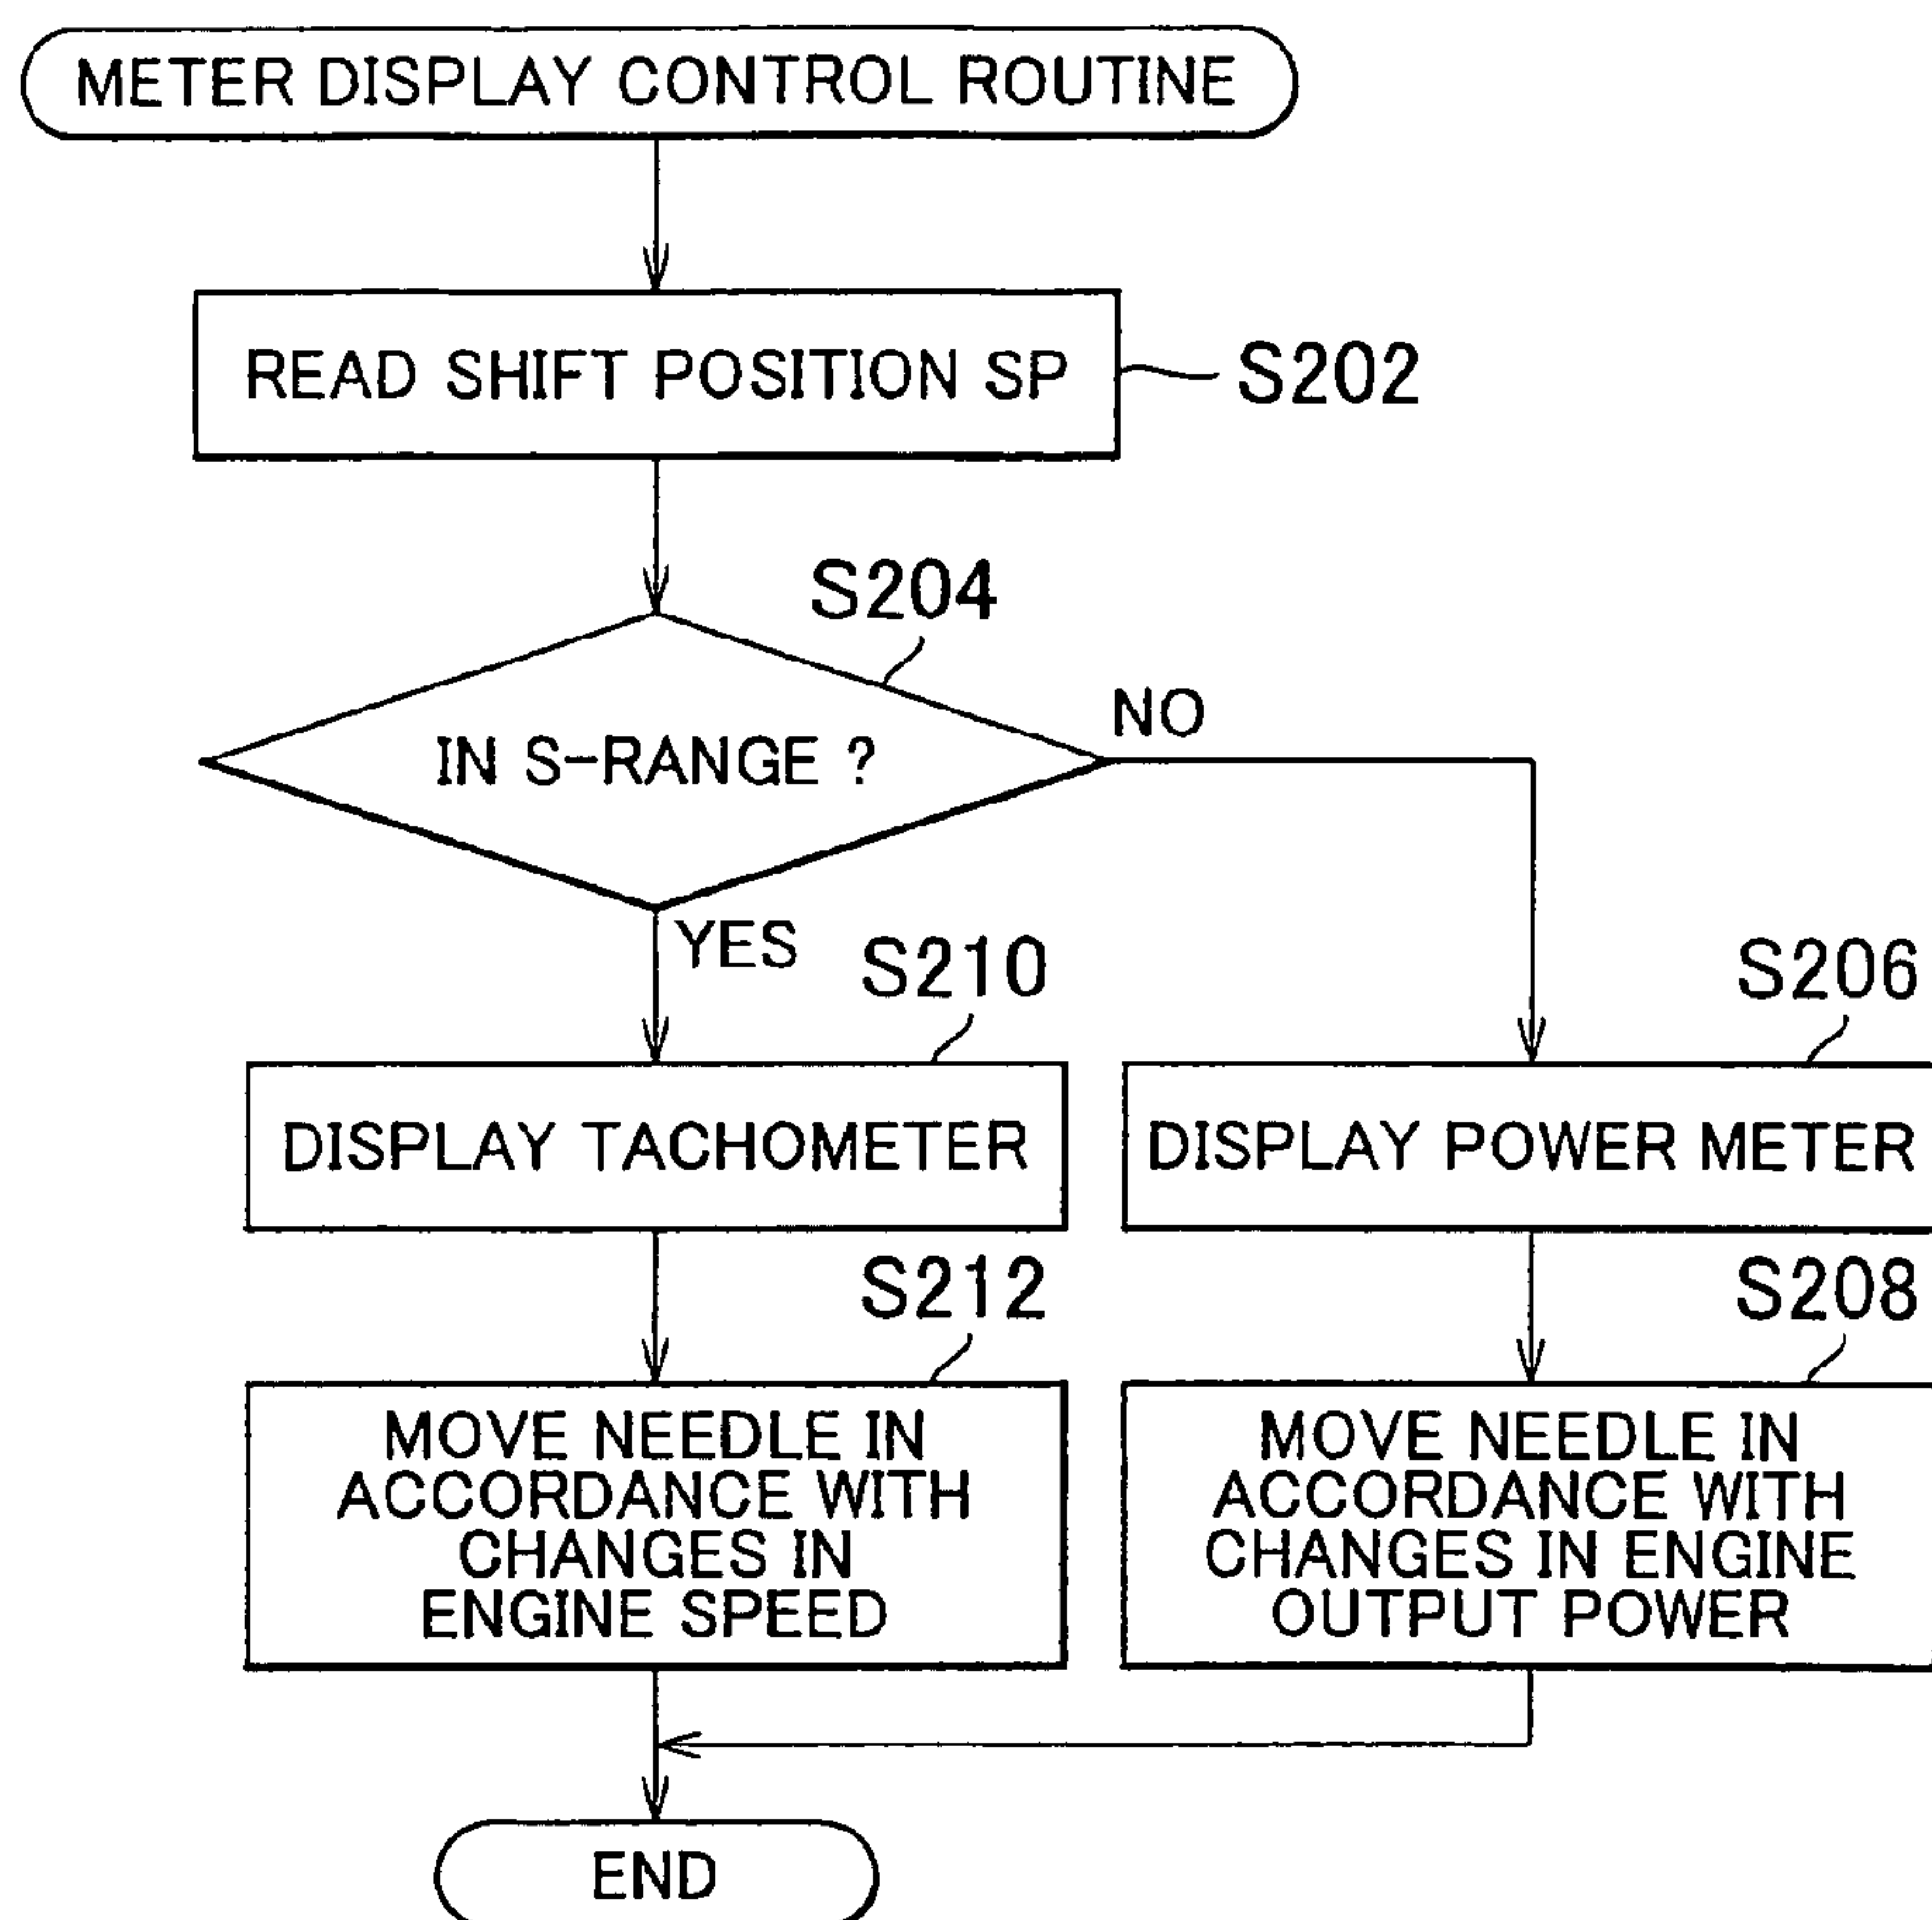 METER DISPLAY CONTROL ROUTINE
READ SHIFT POSITION SP
S202
S204
IN S-RANGE ?
NO
YES
S210
S206
DISPLAY TACHOMETER
DISPLAY POWER METER
S212
S208
MOVE NEEDLE IN
ACCORDANCE WITH
CHANGES IN
ENGINE SPEED
MOVE NEEDLE IN
ACCORDANCE WITH
CHANGES IN ENGINE
OUTPUT POWER
END